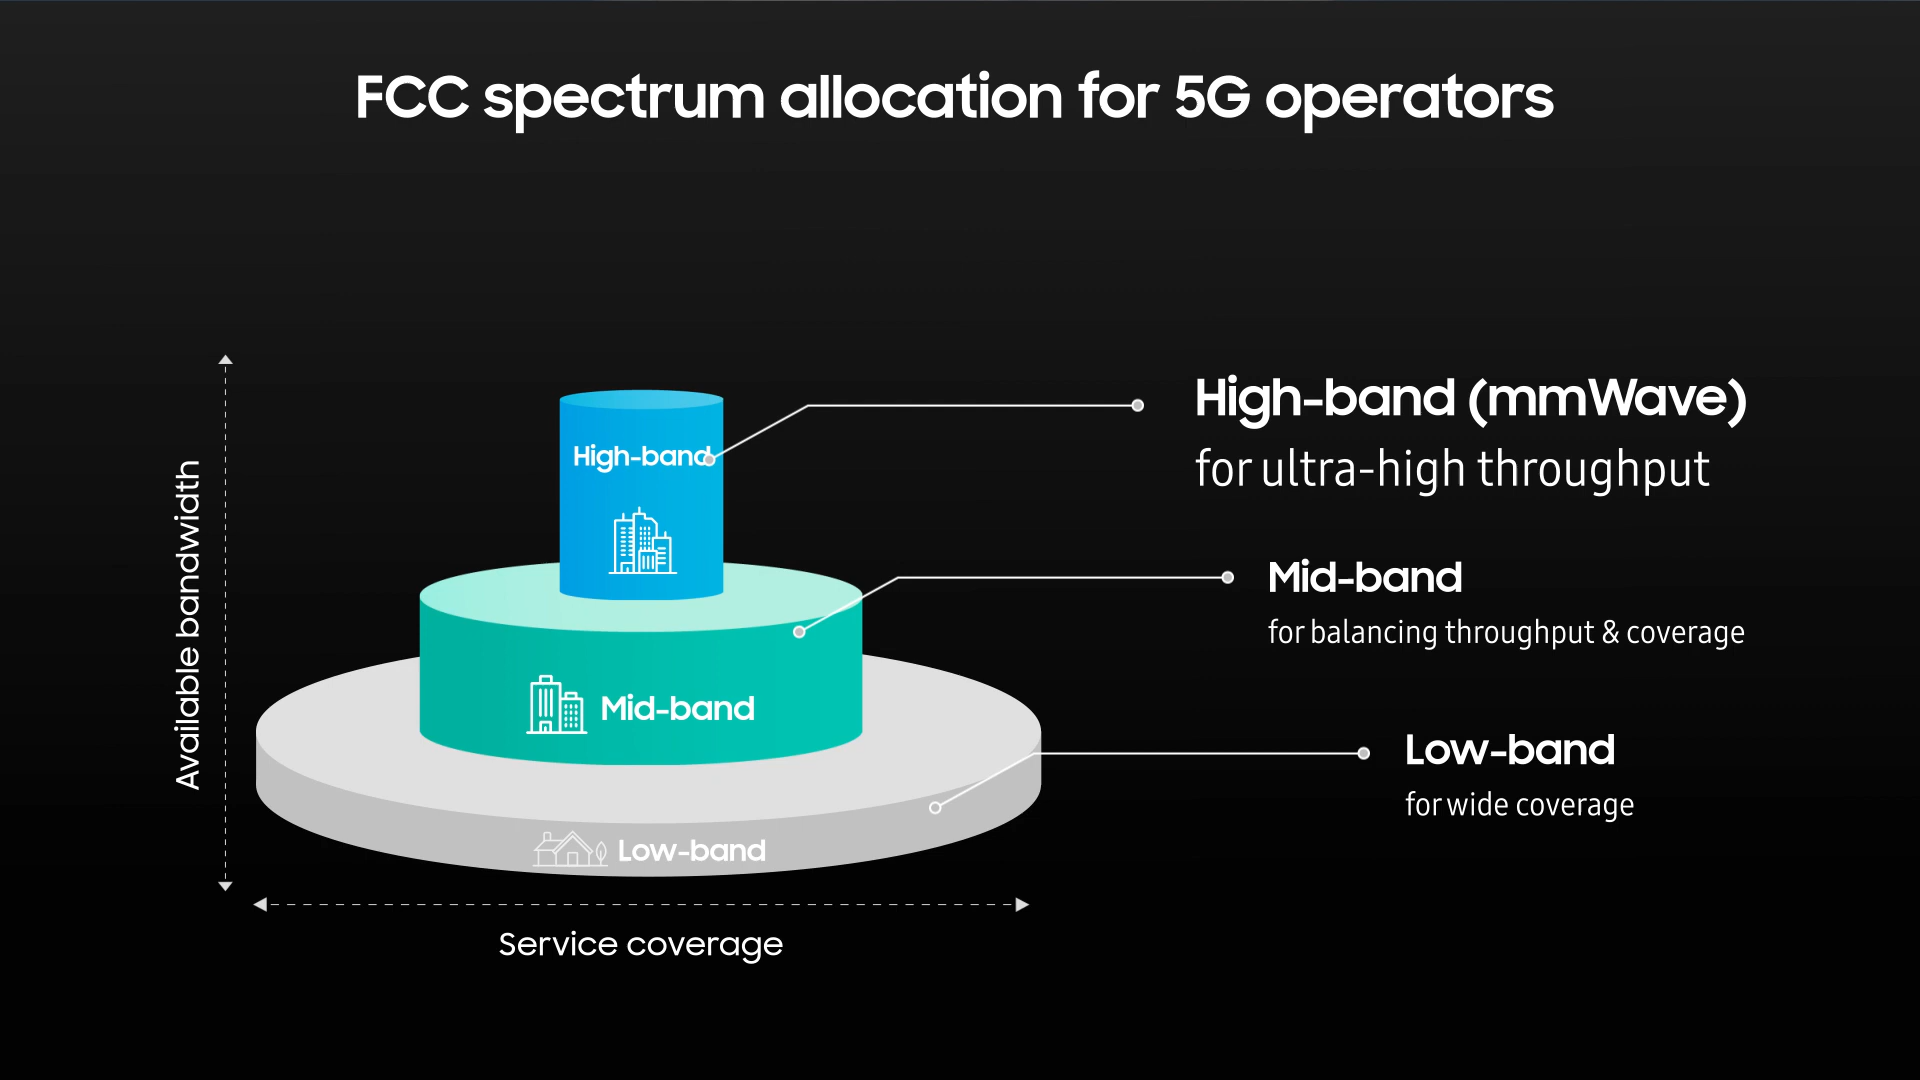 FCC spectrum allocation for 5G operators
Available bandwidth
High-band
Mid-band
Low-band
Service coverage
High-band (mmWave)
for ultra-high throughput
Mid-band
for balancing throughput & coverage
Low-band
for wide coverage